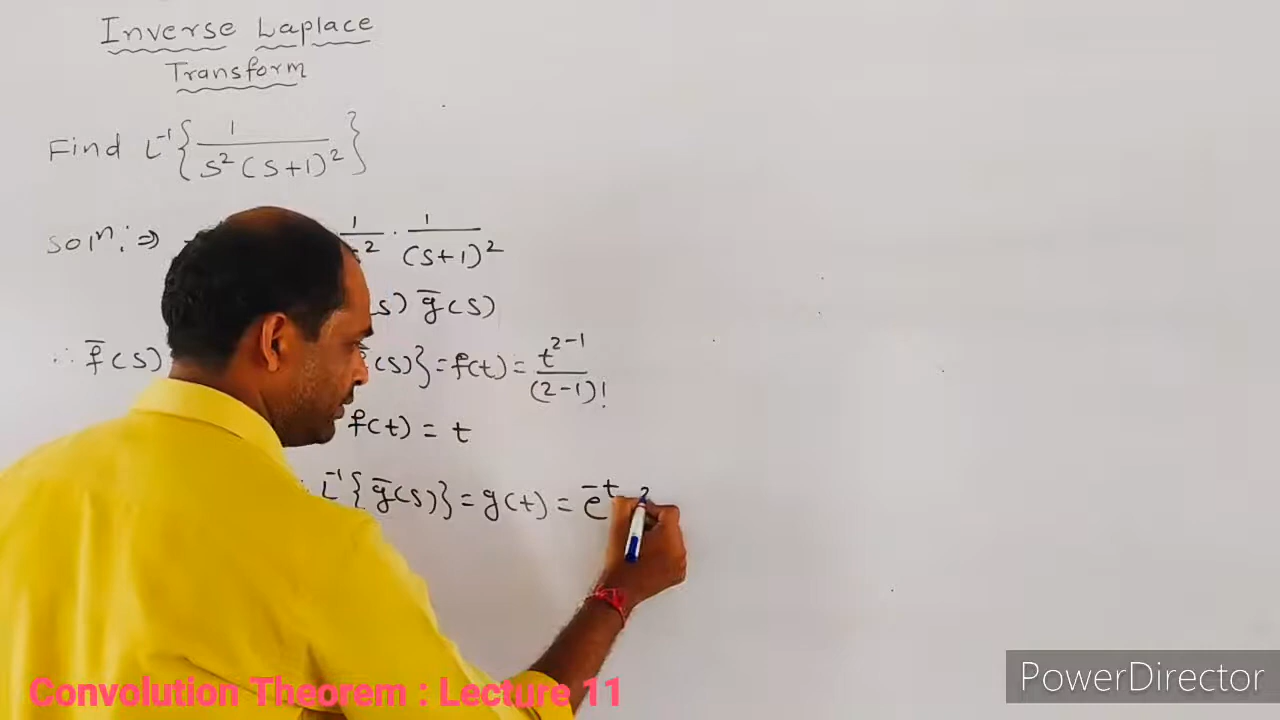 Inverse Laplace
Transform
Find L⁻¹{ 1 / S² (S+1)² }
Solⁿ: ⇒ 1 / ² · 1 / (S+1)²
s) g̅(s)
∴ f̅(s) (s)} = f(t) = t²⁻¹ / (2-1)!
f(t) = t
L⁻¹{g̅(s)} = g(t) = e⁻ᵗ
Convolution Theorem : Lecture 11
PowerDirector